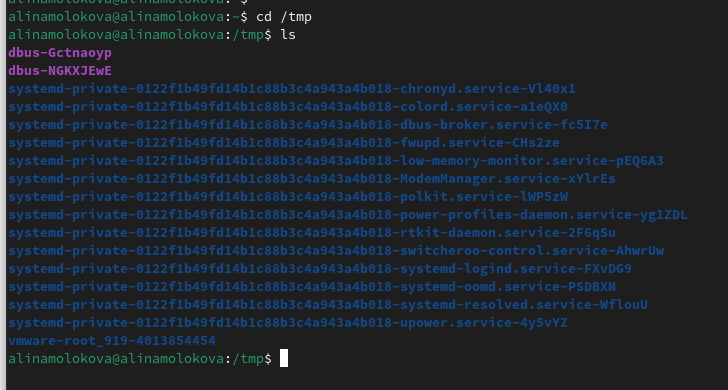 alinamolokova@alinamolokova:~$ cd /tmp
alinamolokova@alinamolokova:/tmp$ ls
dbus-Gctnaoyp
dbus-NGKXJEwE
systemd-private-0122f1b49fd14b1c88b3c4a943a4b018-chronyd.service-Vl40x1
systemd-private-0122f1b49fd14b1c88b3c4a943a4b018-colord.service-a1eQX0
systemd-private-0122f1b49fd14b1c88b3c4a943a4b018-dbus-broker.service-fc5I7e
systemd-private-0122f1b49fd14b1c88b3c4a943a4b018-fwupd.service-CHs2ze
systemd-private-0122f1b49fd14b1c88b3c4a943a4b018-low-memory-monitor.service-pEQ6A3
systemd-private-0122f1b49fd14b1c88b3c4a943a4b018-ModemManager.service-xYlrEs
systemd-private-0122f1b49fd14b1c88b3c4a943a4b018-polkit.service-lWP5zW
systemd-private-0122f1b49fd14b1c88b3c4a943a4b018-power-profiles-daemon.service-yg1ZDL
systemd-private-0122f1b49fd14b1c88b3c4a943a4b018-rtkit-daemon.service-2F6qSu
systemd-private-0122f1b49fd14b1c88b3c4a943a4b018-switcheroo-control.service-AhwrUw
systemd-private-0122f1b49fd14b1c88b3c4a943a4b018-systemd-logind.service-FXvDG9
systemd-private-0122f1b49fd14b1c88b3c4a943a4b018-systemd-oomd.service-PSDBXN
systemd-private-0122f1b49fd14b1c88b3c4a943a4b018-systemd-resolved.service-WflouU
systemd-private-0122f1b49fd14b1c88b3c4a943a4b018-upower.service-4y5vYZ
vmware-root_919-4013854454
alinamolokova@alinamolokova:/tmp$